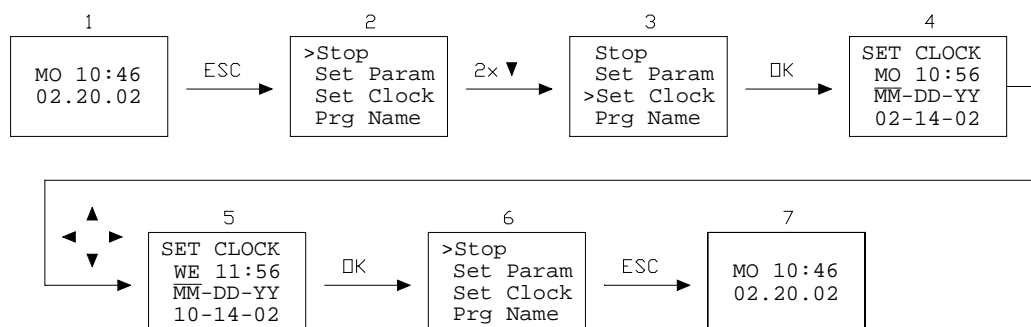 1
MO 10:46
02.20.02
ESC
2
>Stop
Set Param
Set Clock
Prg Name
2x ▼
3
Stop
Set Param
>Set Clock
Prg Name
OK
4
SET CLOCK
MO 10:56
MM-DD-YY
02-14-02
5
SET CLOCK
WE 11:56
MM-DD-YY
10-14-02
OK
6
>Stop
Set Param
Set Clock
Prg Name
ESC
7
MO 10:46
02.20.02